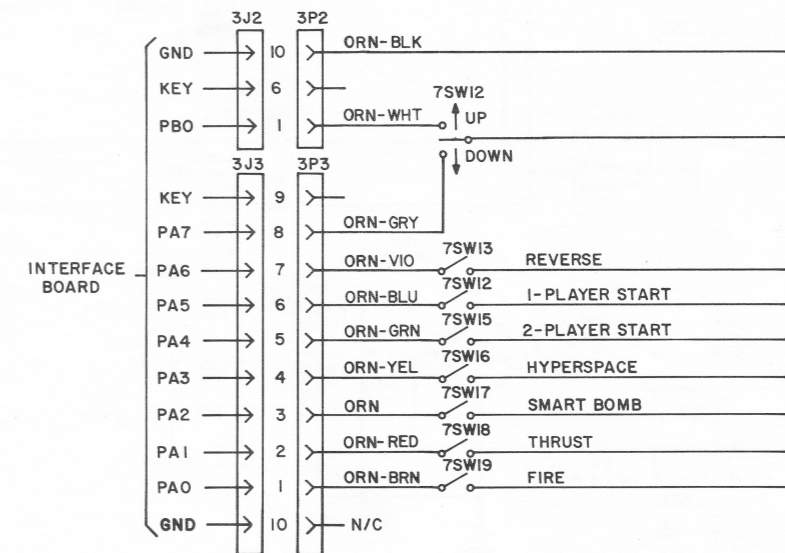 3J2 3P2
GND 10 ORN-BLK
KEY 6
7SW12
PB0 1 ORN-WHT UP
DOWN
3J3 3P3
KEY 9
PA7 8 ORN-GRY
7SW13
INTERFACE BOARD
PA6 7 ORN-VIO REVERSE
7SW12
PA5 6 ORN-BLU 1-PLAYER START
7SW15
PA4 5 ORN-GRN 2-PLAYER START
7SW16
PA3 4 ORN-YEL HYPERSPACE
7SW17
PA2 3 ORN SMART BOMB
7SW18
PA1 2 ORN-RED THRUST
7SW19
PA0 1 ORN-BRN FIRE
GND 10 N/C